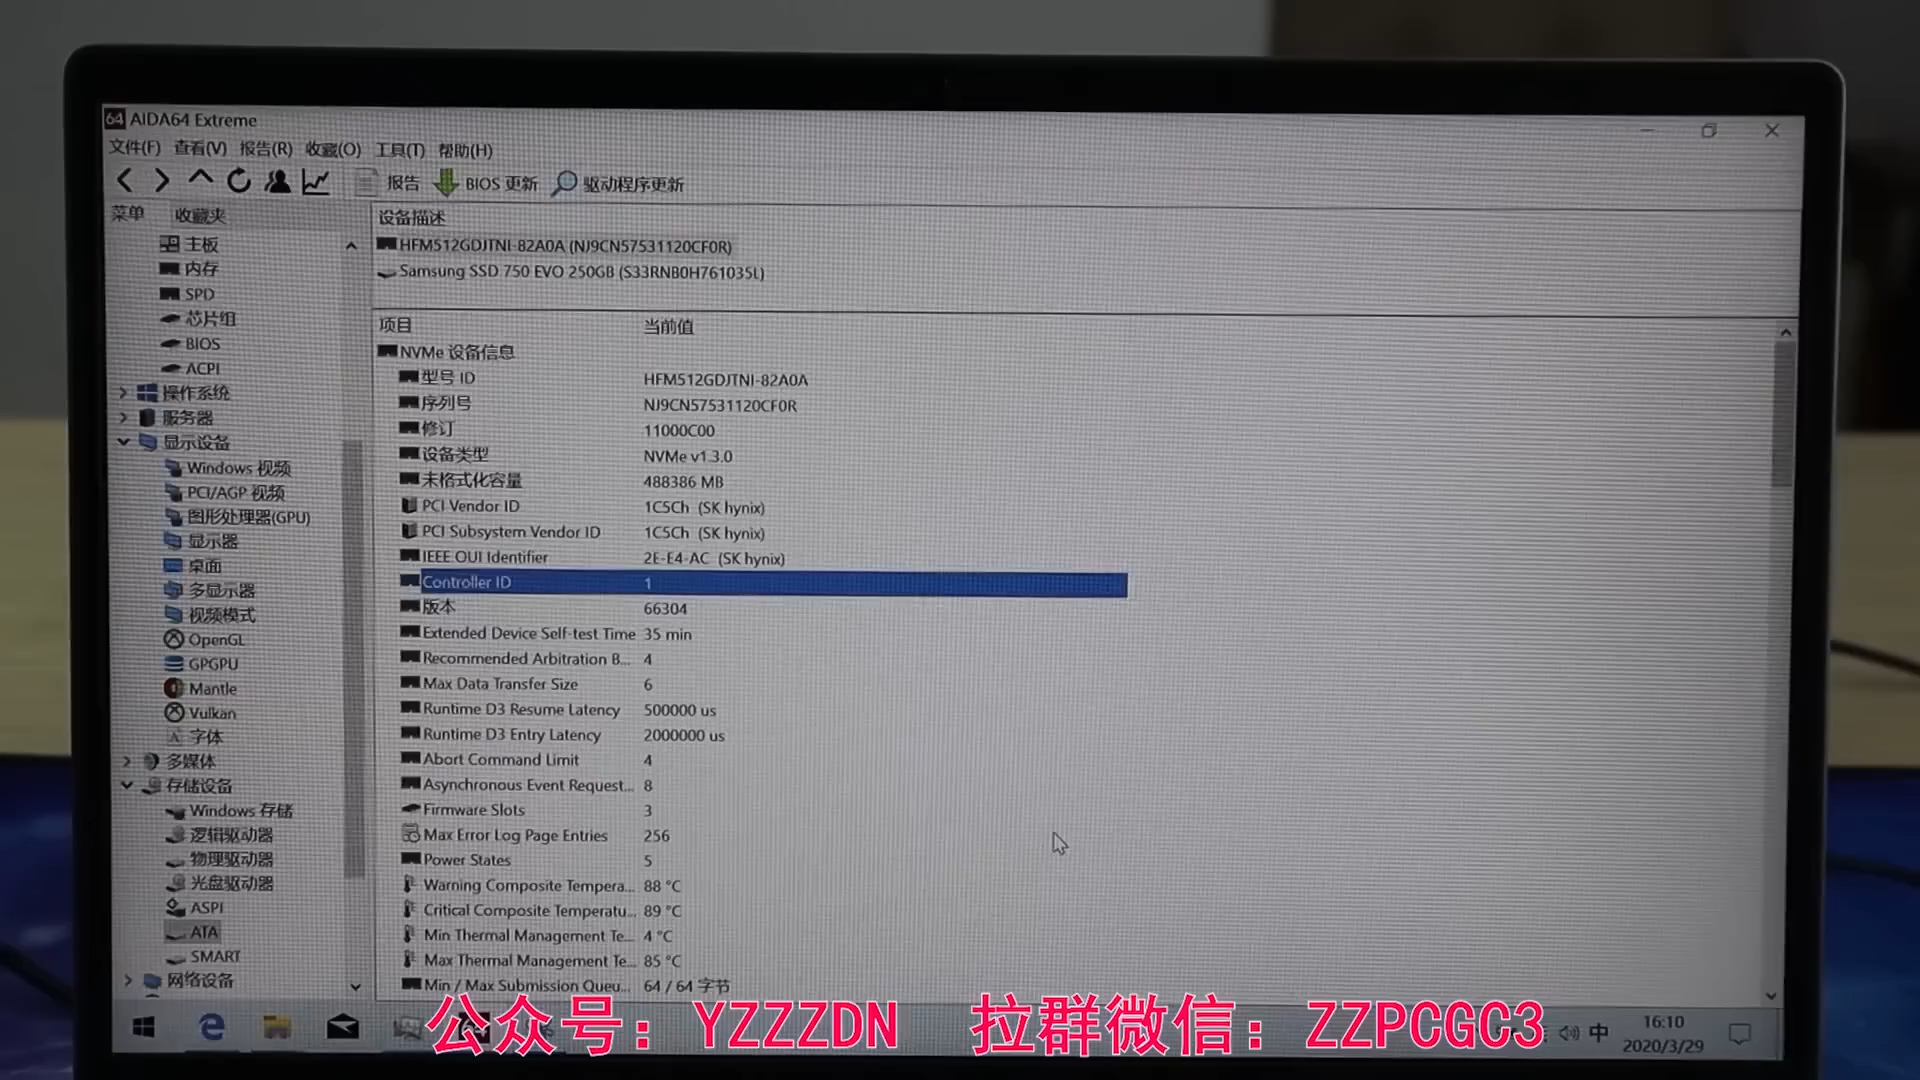 64 AIDA64 Extreme
文件(F) 查看(V) 报告(R) 收藏(O) 工具(T) 帮助(H)
报告 BIOS 更新 驱动程序更新
菜单 收藏夹
主板
内存
SPD
芯片组
BIOS
ACPI
操作系统
服务器
显示设备
Windows 视频
PCI/AGP 视频
图形处理器(GPU)
显示器
桌面
多显示器
视频模式
OpenGL
GPGPU
Mantle
Vulkan
字体
多媒体
存储设备
Windows 存储
逻辑驱动器
物理驱动器
光盘驱动器
ASPI
ATA
SMART
网络设备
设备描述
HFM512GDJTNI-82A0A (NJ9CN57531120CF0R)
Samsung SSD 750 EVO 250GB (S33RNB0H761035L)
项目 当前值
NVMe 设备信息
型号 ID HFM512GDJTNI-82A0A
序列号 NJ9CN57531120CF0R
修订 11000C00
设备类型 NVMe v1.3.0
未格式化容量 488386 MB
PCI Vendor ID 1C5Ch (SK hynix)
PCI Subsystem Vendor ID 1C5Ch (SK hynix)
IEEE OUI Identifier 2E-E4-AC (SK hynix)
Controller ID 1
版本 66304
Extended Device Self-test Time 35 min
Recommended Arbitration B... 4
Max Data Transfer Size 6
Runtime D3 Resume Latency 500000 us
Runtime D3 Entry Latency 2000000 us
Abort Command Limit 4
Asynchronous Event Request... 8
Firmware Slots 3
Max Error Log Page Entries 256
Power States 5
Warning Composite Tempera... 88 °C
Critical Composite Temperatu... 89 °C
Min Thermal Management Te... 4 °C
Max Thermal Management Te... 85 °C
Min / Max Submission Queu... 64 / 64 字节
公众号：YZZZDN 拉群微信：ZZPCGC3
中 16:10
2020/3/29